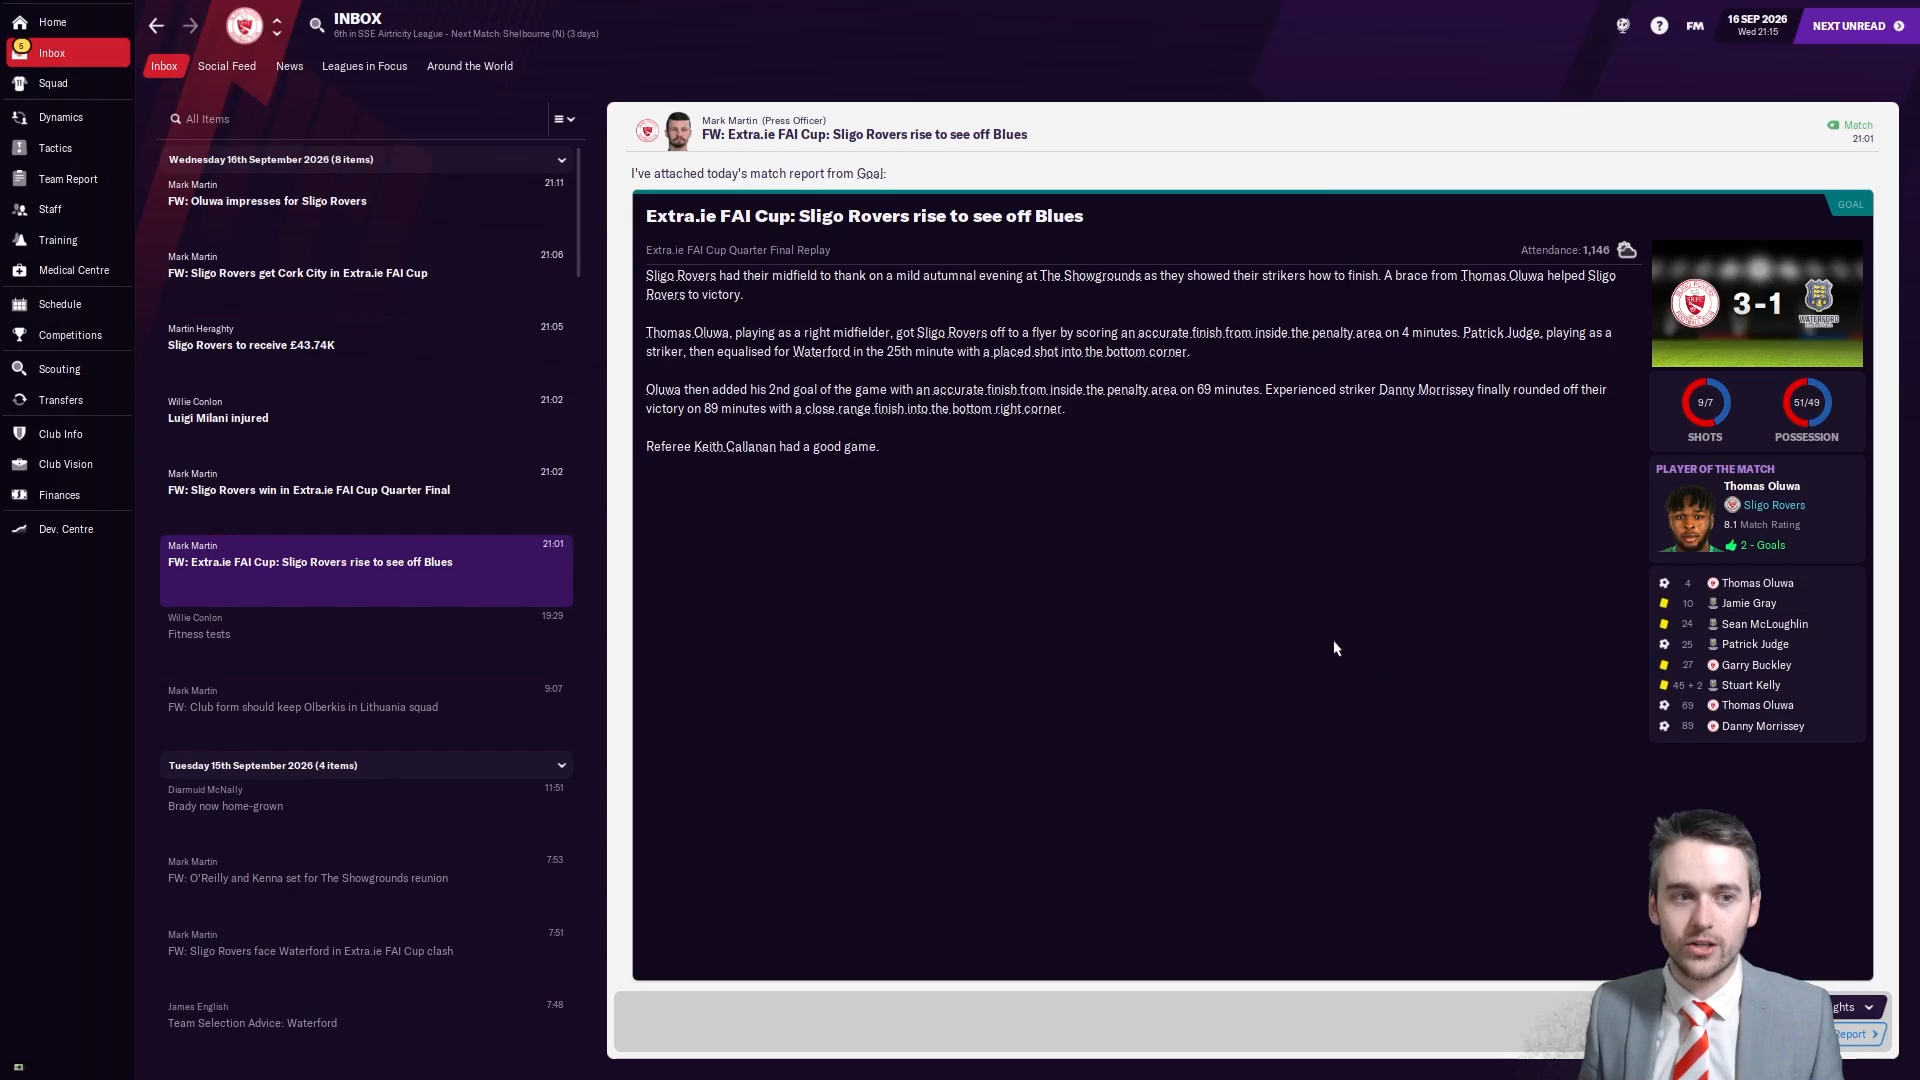 Home
5
Inbox
Squad
Dynamics
Tactics
Team Report
Staff
Training
Medical Centre
Schedule
Competitions
Scouting
Transfers
Club Info
Club Vision
Finances
Dev. Centre
INBOX
6th in SSE Airtricity League - Next Match: Shelbourne (N) (3 days)
FM
16 SEP 2026
Wed 21:15
NEXT UNREAD
Inbox
Social Feed
News
Leagues in Focus
Around the World
All Items
Wednesday 16th September 2026 (8 items)
Mark Martin 21:11
FW: Oluwa impresses for Sligo Rovers
Mark Martin 21:06
FW: Sligo Rovers get Cork City in Extra.ie FAI Cup
Martin Heraghty 21:05
Sligo Rovers to receive £43.74K
Willie Conlon 21:02
Luigi Milani injured
Mark Martin 21:02
FW: Sligo Rovers win in Extra.ie FAI Cup Quarter Final
Mark Martin 21:01
FW: Extra.ie FAI Cup: Sligo Rovers rise to see off Blues
Willie Conlon 19:29
Fitness tests
Mark Martin 9:07
FW: Club form should keep Olberkis in Lithuania squad
Tuesday 15th September 2026 (4 items)
Diarmuid McNally 11:51
Brady now home-grown
Mark Martin 7:53
FW: O'Reilly and Kenna set for The Showgrounds reunion
Mark Martin 7:51
FW: Sligo Rovers face Waterford in Extra.ie FAI Cup clash
James English 7:48
Team Selection Advice: Waterford
Mark Martin (Press Officer)
FW: Extra.ie FAI Cup: Sligo Rovers rise to see off Blues
Match
21:01
I've attached today's match report from Goal:
GOAL
Extra.ie FAI Cup: Sligo Rovers rise to see off Blues
Extra.ie FAI Cup Quarter Final Replay
Attendance: 1,146
Sligo Rovers had their midfield to thank on a mild autumnal evening at The Showgrounds as they showed their strikers how to finish. A brace from Thomas Oluwa helped Sligo
Rovers to victory.
Thomas Oluwa, playing as a right midfielder, got Sligo Rovers off to a flyer by scoring an accurate finish from inside the penalty area on 4 minutes. Patrick Judge, playing as a
striker, then equalised for Waterford in the 25th minute with a placed shot into the bottom corner.
Oluwa then added his 2nd goal of the game with an accurate finish from inside the penalty area on 69 minutes. Experienced striker Danny Morrissey finally rounded off their
victory on 89 minutes with a close range finish into the bottom right corner.
Referee Keith Callanan had a good game.
3-1
WATERFORD
9/7
51/49
SHOTS
POSSESSION
PLAYER OF THE MATCH
Thomas Oluwa
Sligo Rovers
8.1 Match Rating
2 - Goals
4 Thomas Oluwa
10 Jamie Gray
24 Sean McLoughlin
25 Patrick Judge
27 Garry Buckley
45 + 2 Stuart Kelly
69 Thomas Oluwa
89 Danny Morrissey
ghts
Report